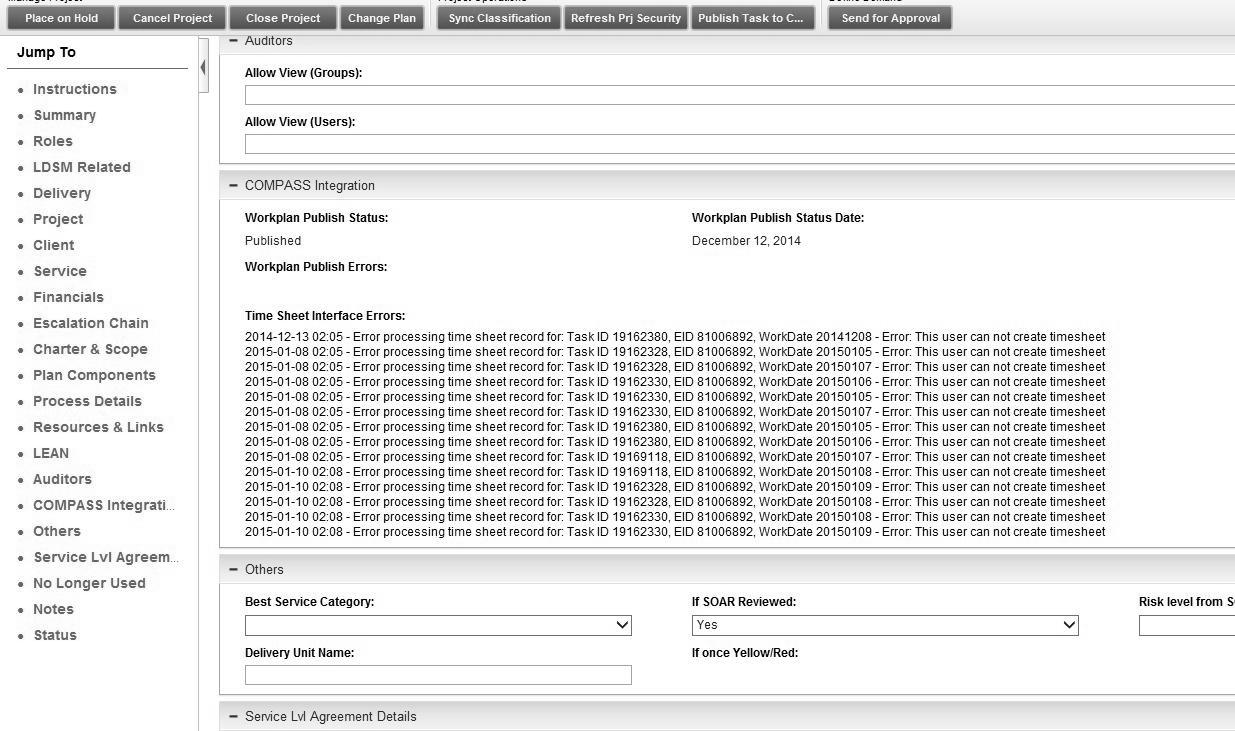 Place on Hold
Cancel Project
Close Project
Change Plan
Sync Classification
Refresh Prj Security
Publish Task to C...
Send for Approval
Jump To
Instructions
Summary
Roles
LDSM Related
Delivery
Project
Client
Service
Financials
Escalation Chain
Charter & Scope
Plan Components
Process Details
Resources & Links
LEAN
Auditors
COMPASS Integrati...
Others
Service Lvl Agreem...
No Longer Used
Notes
Status
Auditors
Allow View (Groups):
Allow View (Users):
COMPASS Integration
Workplan Publish Status: Workplan Publish Status Date:
Published December 12, 2014
Workplan Publish Errors:
Time Sheet Interface Errors:
2014-12-13 02:05 - Error processing time sheet record for: Task ID 19162380, EID 81006892, WorkDate 20141208 - Error: This user can not create timesheet
2015-01-08 02:05 - Error processing time sheet record for: Task ID 19162328, EID 81006892, WorkDate 20150105 - Error: This user can not create timesheet
2015-01-08 02:05 - Error processing time sheet record for: Task ID 19162328, EID 81006892, WorkDate 20150107 - Error: This user can not create timesheet
2015-01-08 02:05 - Error processing time sheet record for: Task ID 19162330, EID 81006892, WorkDate 20150106 - Error: This user can not create timesheet
2015-01-08 02:05 - Error processing time sheet record for: Task ID 19162330, EID 81006892, WorkDate 20150105 - Error: This user can not create timesheet
2015-01-08 02:05 - Error processing time sheet record for: Task ID 19162330, EID 81006892, WorkDate 20150107 - Error: This user can not create timesheet
2015-01-08 02:05 - Error processing time sheet record for: Task ID 19162380, EID 81006892, WorkDate 20150105 - Error: This user can not create timesheet
2015-01-08 02:05 - Error processing time sheet record for: Task ID 19162380, EID 81006892, WorkDate 20150106 - Error: This user can not create timesheet
2015-01-08 02:05 - Error processing time sheet record for: Task ID 19169118, EID 81006892, WorkDate 20150107 - Error: This user can not create timesheet
2015-01-10 02:08 - Error processing time sheet record for: Task ID 19169118, EID 81006892, WorkDate 20150108 - Error: This user can not create timesheet
2015-01-10 02:08 - Error processing time sheet record for: Task ID 19162328, EID 81006892, WorkDate 20150109 - Error: This user can not create timesheet
2015-01-10 02:08 - Error processing time sheet record for: Task ID 19162328, EID 81006892, WorkDate 20150108 - Error: This user can not create timesheet
2015-01-10 02:08 - Error processing time sheet record for: Task ID 19162330, EID 81006892, WorkDate 20150108 - Error: This user can not create timesheet
2015-01-10 02:08 - Error processing time sheet record for: Task ID 19162330, EID 81006892, WorkDate 20150109 - Error: This user can not create timesheet
Others
Best Service Category: If SOAR Reviewed: Risk level from
Yes
Delivery Unit Name: If once Yellow/Red:
Service Lvl Agreement Details